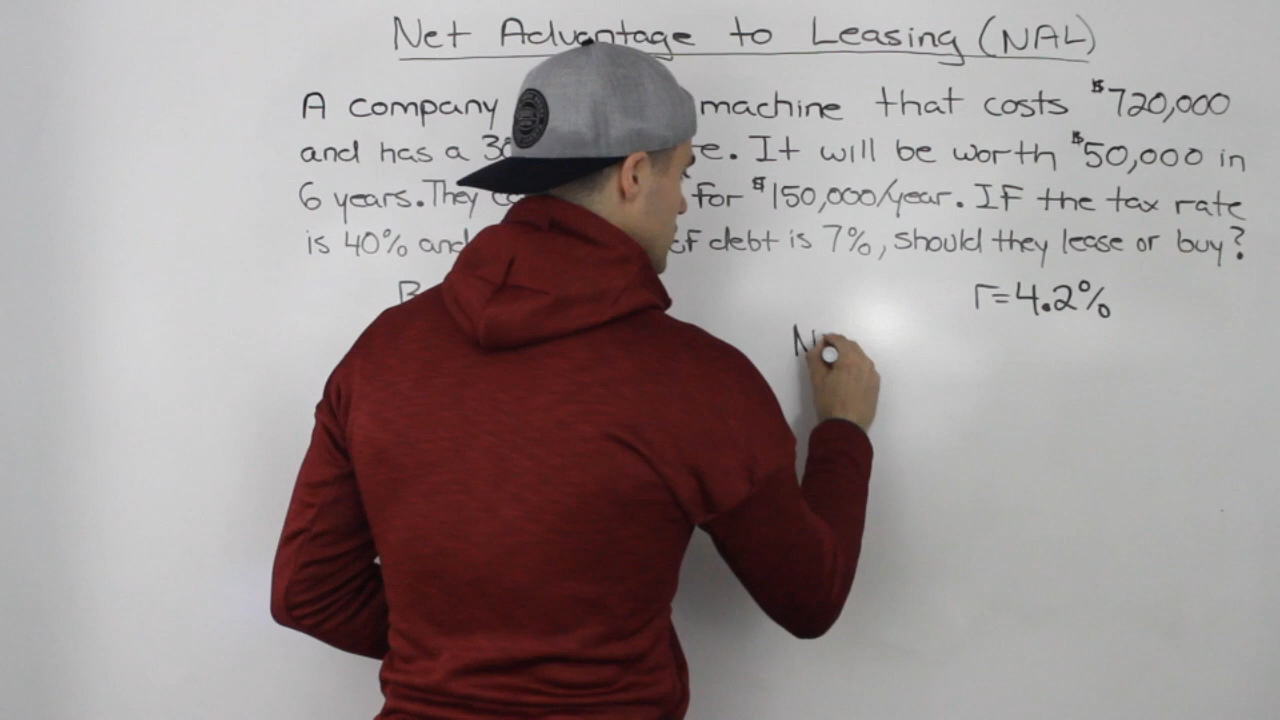 Net Advantage to Leasing (NAL)
A company machine that costs $720,000
and has a It will be worth $50,000 in
6 years. They for $150,000/year. If the tax rate
is 40% and of debt is 7%, should they lease or buy?
r=4.2%
N